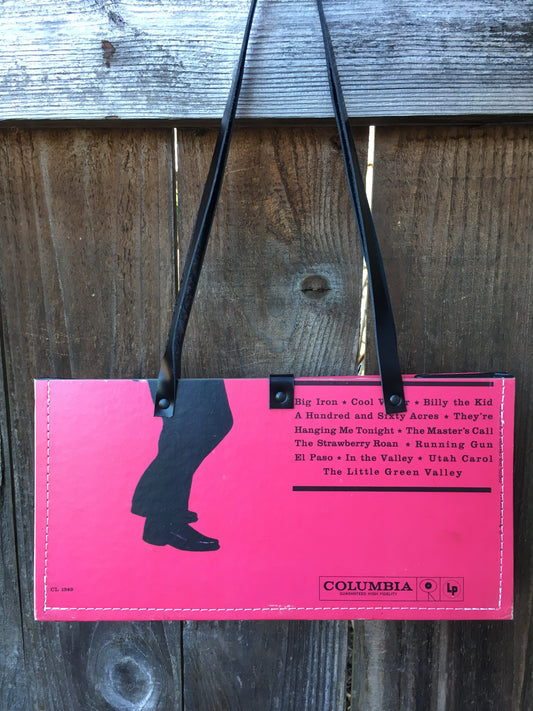 Big Iron ★ Cool W   r ★ Billy the Kid
A Hundred and Sixty Acres ★ They're
Hanging Me Tonight ★ The Master's Call
The Strawberry Roan ★ Running Gun
El Paso ★ In the Valley ★ Utah Carol
The Little Green Valley
CL 1349
COLUMBIA
GUARANTEED HIGH FIDELITY
Lp